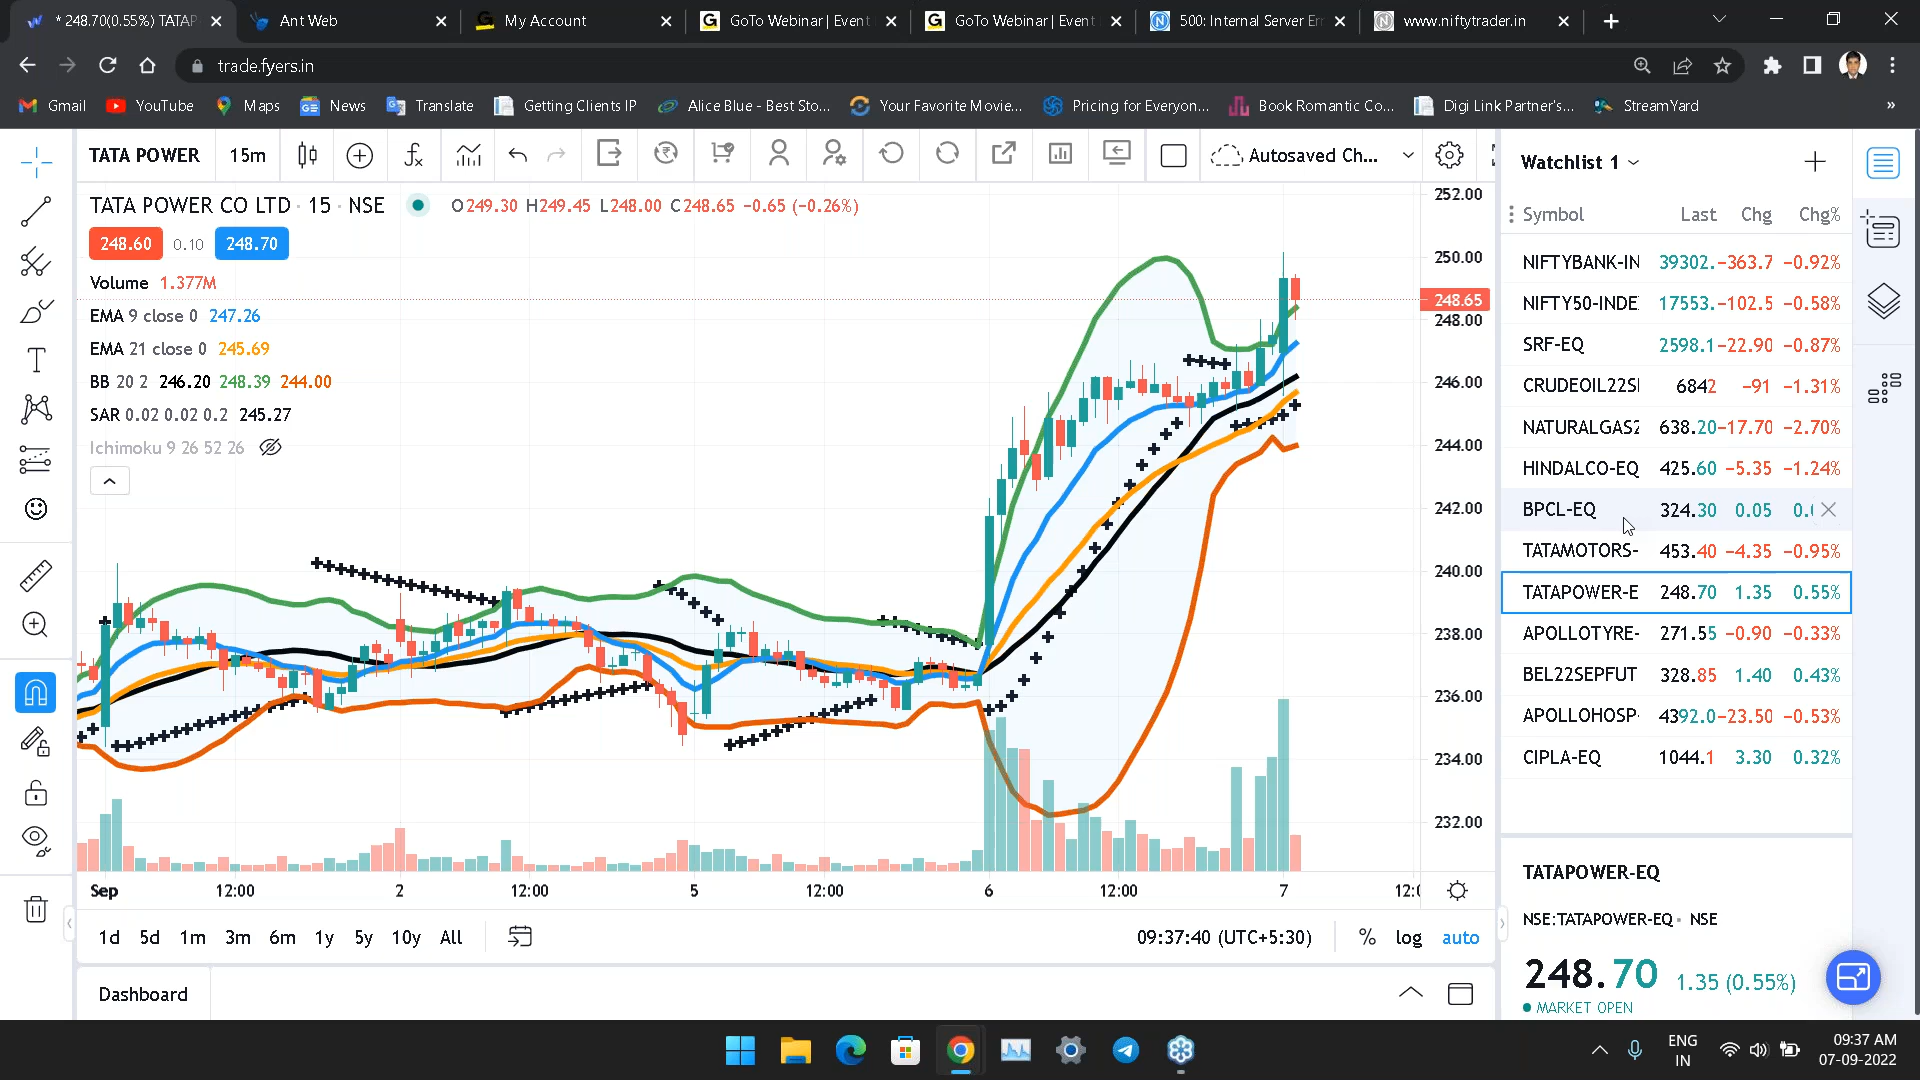 * 248.70(0.55%) TATAP
Ant Web
My Account
GoTo Webinar | Event
GoTo Webinar | Event
500: Internal Server Err
www.niftytrader.in
trade.fyers.in
Gmail
YouTube
Maps
News
Translate
Getting Clients IP
Alice Blue - Best Sto...
Your Favorite Movie...
Pricing for Everyon...
Book Romantic Co...
Digi Link Partner's...
StreamYard
TATA POWER
15m
Autosaved Ch...
TATA POWER CO LTD · 15 · NSE
O249.30 H249.45 L248.00 C248.65 -0.65 (-0.26%)
248.60
0.10
248.70
Volume 1.377M
EMA 9 close 0 247.26
EMA 21 close 0 245.69
BB 20 2 246.20 248.39 244.00
SAR 0.02 0.02 0.2 245.27
Ichimoku 9 26 52 26
252.00
250.00
248.65
248.00
246.00
244.00
242.00
240.00
238.00
236.00
234.00
232.00
Sep 12:00 2 12:00 5 12:00 6 12:00 7 12:0
1d 5d 1m 3m 6m 1y 5y 10y All
09:37:40 (UTC+5:30)
% log auto
Dashboard
Watchlist 1
Symbol Last Chg Chg%
NIFTYBANK-IN 39302. -363.7 -0.92%
NIFTY50-INDE 17553. -102.5 -0.58%
SRF-EQ 2598.1 -22.90 -0.87%
CRUDEOIL22S 6842 -91 -1.31%
NATURALGAS2 638.20 -17.70 -2.70%
HINDALCO-EQ 425.60 -5.35 -1.24%
BPCL-EQ 324.30 0.05 0.
TATAMOTORS- 453.40 -4.35 -0.95%
TATAPOWER-E 248.70 1.35 0.55%
APOLLOTYRE- 271.55 -0.90 -0.33%
BEL22SEPFUT 328.85 1.40 0.43%
APOLLOHOSP- 4392.0 -23.50 -0.53%
CIPLA-EQ 1044.1 3.30 0.32%
TATAPOWER-EQ
NSE:TATAPOWER-EQ · NSE
248.70 1.35 (0.55%)
MARKET OPEN
ENG
IN
09:37 AM
07-09-2022